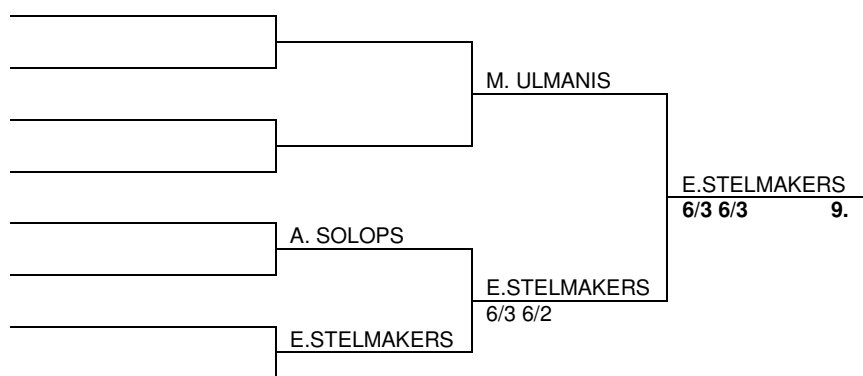 M. ULMANIS
E.STELMAKERS
6/3 6/3 9.
A. SOLOPS
E.STELMAKERS
6/3 6/2
E.STELMAKERS